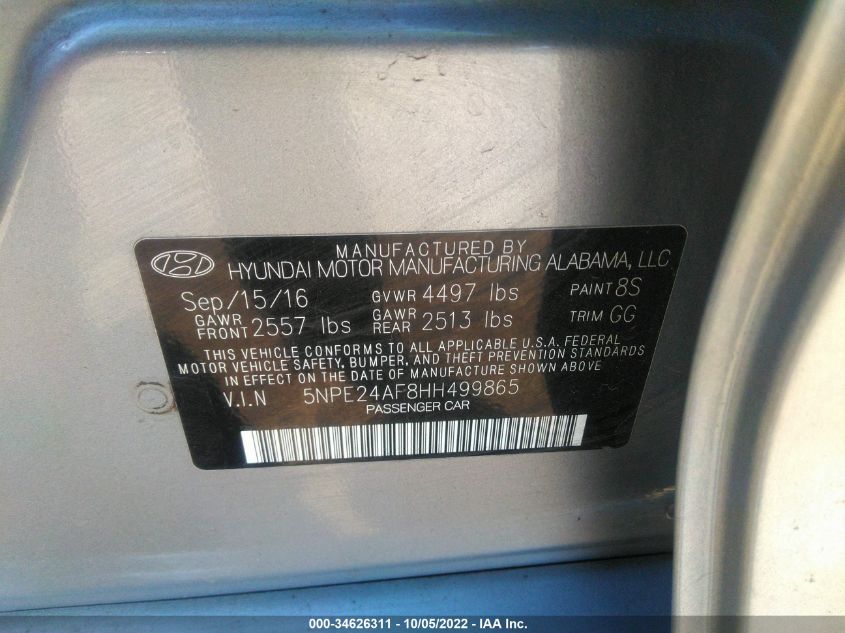 MANUFACTURED BY
HYUNDAI MOTOR MANUFACTURING ALABAMA, LLC
Sep/15/16 GVWR 4497 lbs PAINT 8S
GAWR FRONT 2557 lbs GAWR REAR 2513 lbs TRIM GG
THIS VEHICLE CONFORMS TO ALL APPLICABLE U.S.A. FEDERAL
MOTOR VEHICLE SAFETY, BUMPER, AND THEFT PREVENTION STANDARDS
IN EFFECT ON THE DATE OF MANUFACTURE SHOWN ABOVE.
V.I.N 5NPE24AF8HH499865
PASSENGER CAR
000-34626311 - 10/05/2022 - IAA Inc.